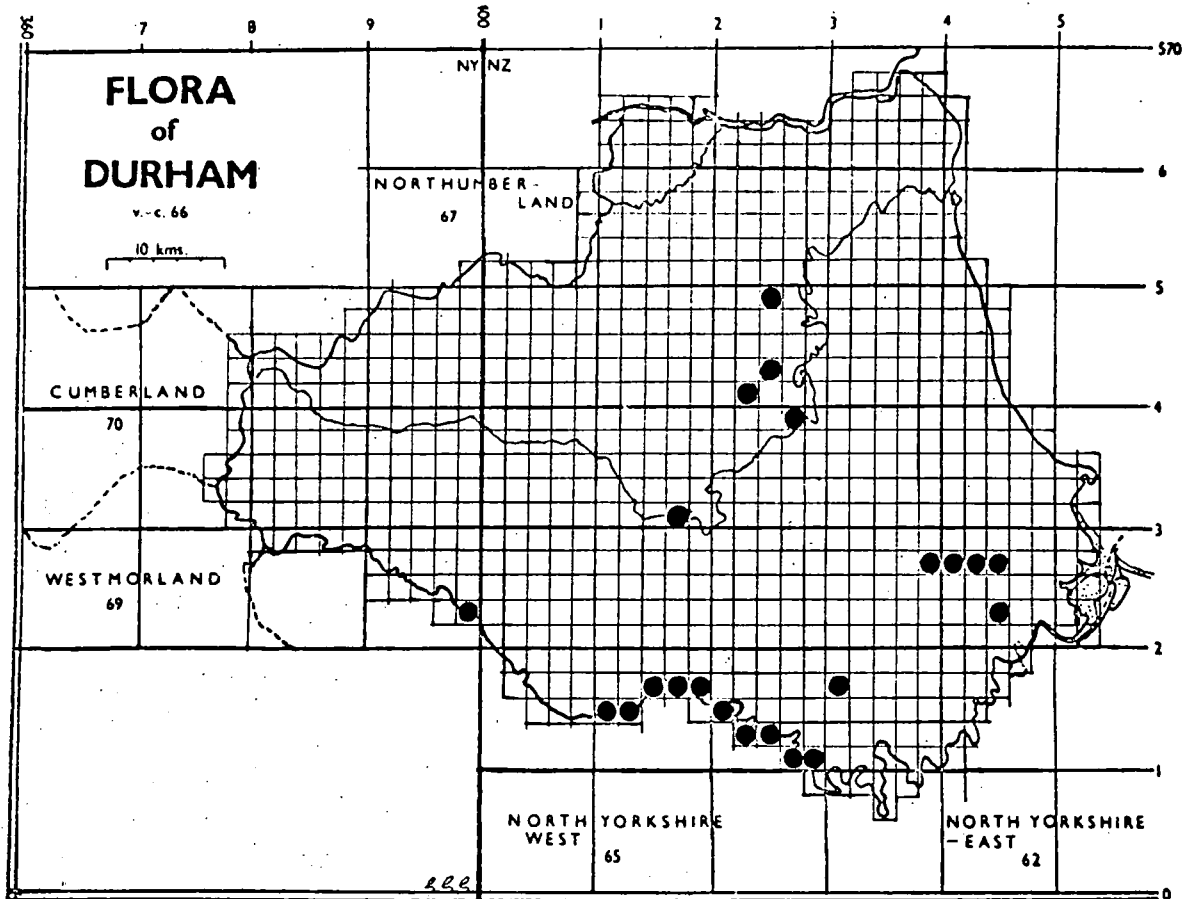 360 7 8 9 400 1 2 3 4 5
570
NY NZ
FLORA
of
DURHAM
v.-c. 66
10 kms.
NORTHUMBER-
LAND
67
6
5
CUMBERLAND
70
4
3
WESTMORLAND
69
2
1
NORTH YORKSHIRE
WEST
65
NORTH YORKSHIRE
-EAST
62
0